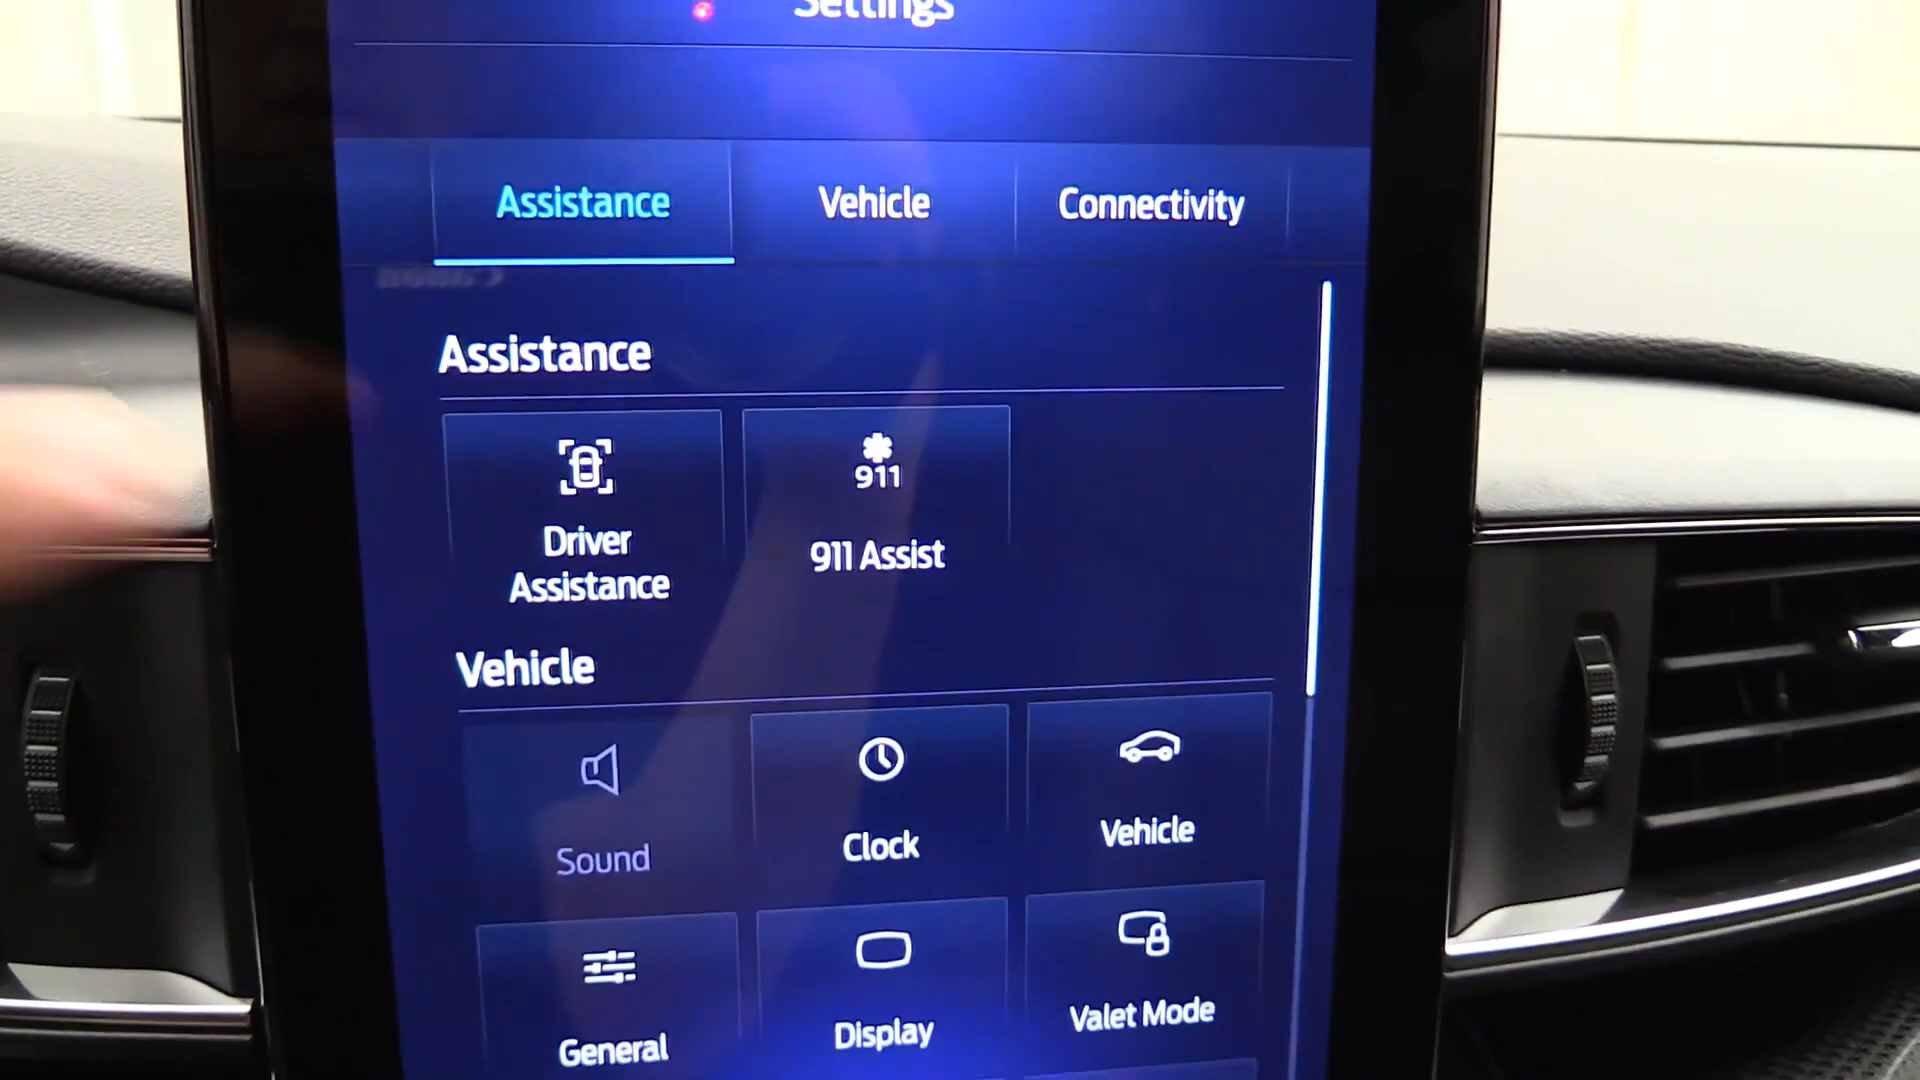 Settings
Assistance
Vehicle
Connectivity
Assistance
911
Driver
Assistance
911 Assist
Vehicle
Sound
Clock
Vehicle
General
Display
Valet Mode